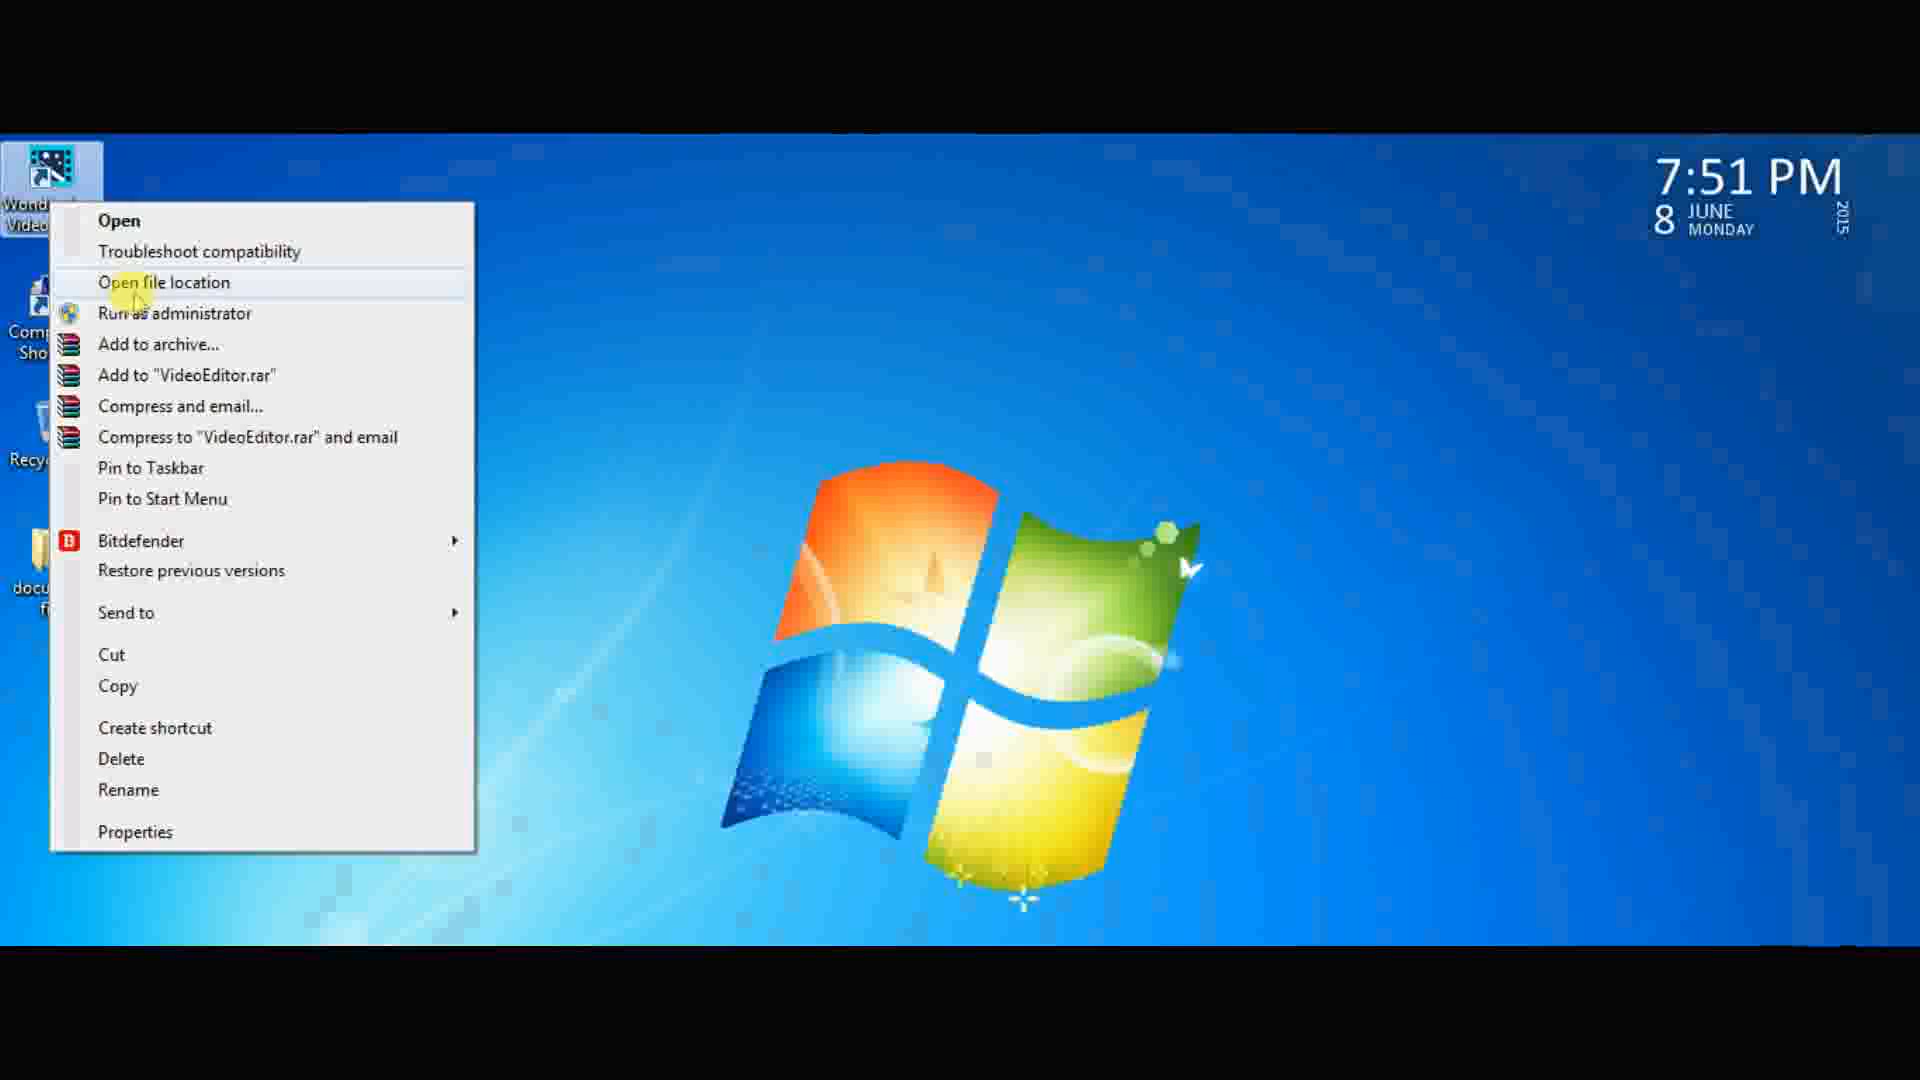 7:51 PM
8 JUNE
MONDAY
2015
Video
Open
Troubleshoot compatibility
Open file location
Run as administrator
Add to archive...
Add to "VideoEditor.rar"
Compress and email...
Compress to "VideoEditor.rar" and email
Pin to Taskbar
Pin to Start Menu
B Bitdefender
Restore previous versions
Send to
Cut
Copy
Create shortcut
Delete
Rename
Properties